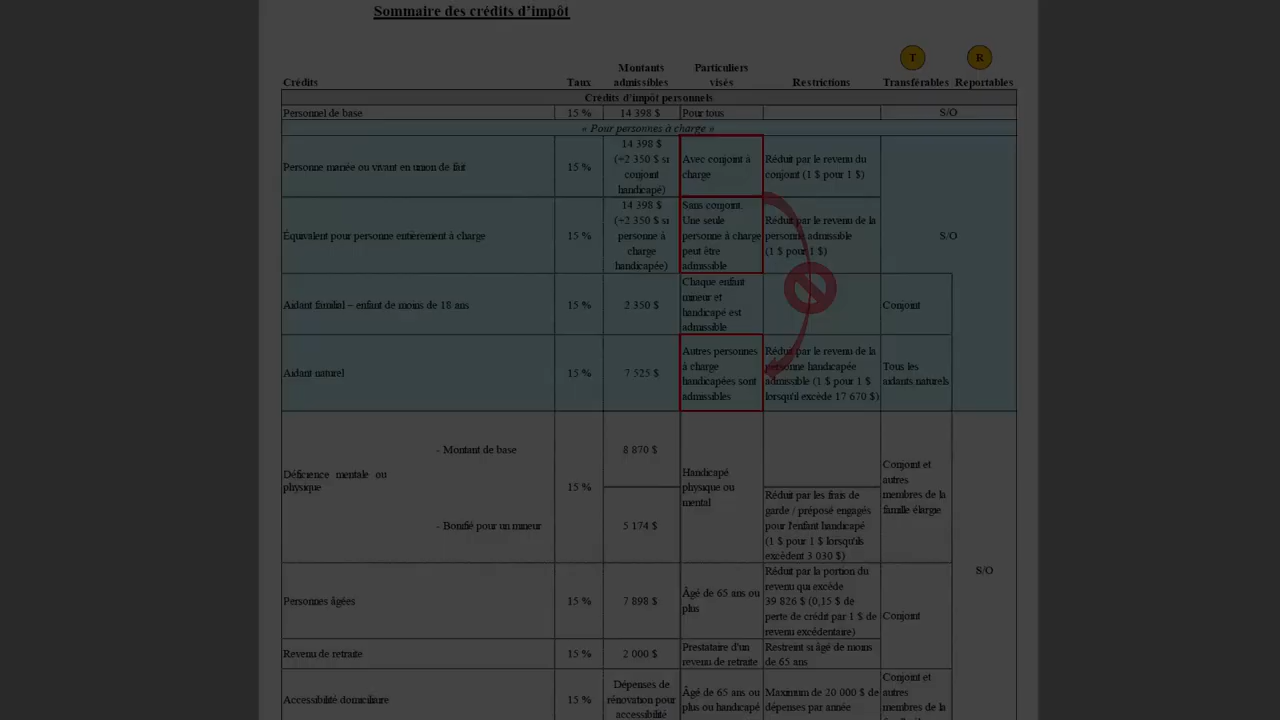 Sommaire des crédits d'impôt
T
R
Montants
Particuliers
Crédits
Taux
admissibles
visés
Restrictions
Transférables
Reportables
Crédits d'impôt personnels
Personnel de base
15 %
14 398 $
Pour tous
S/O
« Pour personnes à charge »
Personne mariée ou vivant en union de fait
15 %
14 398 $
(+2 350 $ si
conjoint
handicapé)
Avec conjoint à
charge
Réduit par le revenu du
conjoint (1 $ pour 1 $)
Équivalent pour personne entièrement à charge
15 %
14 398 $
(+2 350 $ si
personne à
charge
handicapée)
Sans conjoint.
Une seule
personne à charge
peut être
admissible
Réduit par le revenu de la
personne admissible
(1 $ pour 1 $)
S/O
Aidant familial – enfant de moins de 18 ans
15 %
2 350 $
Chaque enfant
mineur et
handicapé est
admissible
Conjoint
Aidant naturel
15 %
7 525 $
Autres personnes
à charge
handicapées sont
admissibles
Réduit par le revenu de la
personne handicapée
admissible (1 $ pour 1 $
lorsqu'il excède 17 670 $)
Tous les
aidants naturels
Déficience mentale ou
physique
- Montant de base
- Bonifié pour un mineur
15 %
8 870 $
5 174 $
Handicapé
physique ou
mental
Réduit par les frais de
garde / préposé engagés
pour l'enfant handicapé
(1 $ pour 1 $ lorsqu'ils
excèdent 3 030 $)
Conjoint et
autres
membres de la
famille élargie
S/O
Personnes âgées
15 %
7 898 $
Âgé de 65 ans ou
plus
Réduit par la portion du
revenu qui excède
39 826 $ (0,15 $ de
perte de crédit par 1 $ de
revenu excédentaire)
Conjoint
Revenu de retraite
15 %
2 000 $
Prestataire d'un
revenu de retraite
Restreint si âgé de moins
de 65 ans
Accessibilité domiciliaire
15 %
Dépenses de
rénovation pour
accessibilité
Âgé de 65 ans ou
plus ou handicapé
Maximum de 20 000 $ de
dépenses par année
Conjoint et
autres
membres de la